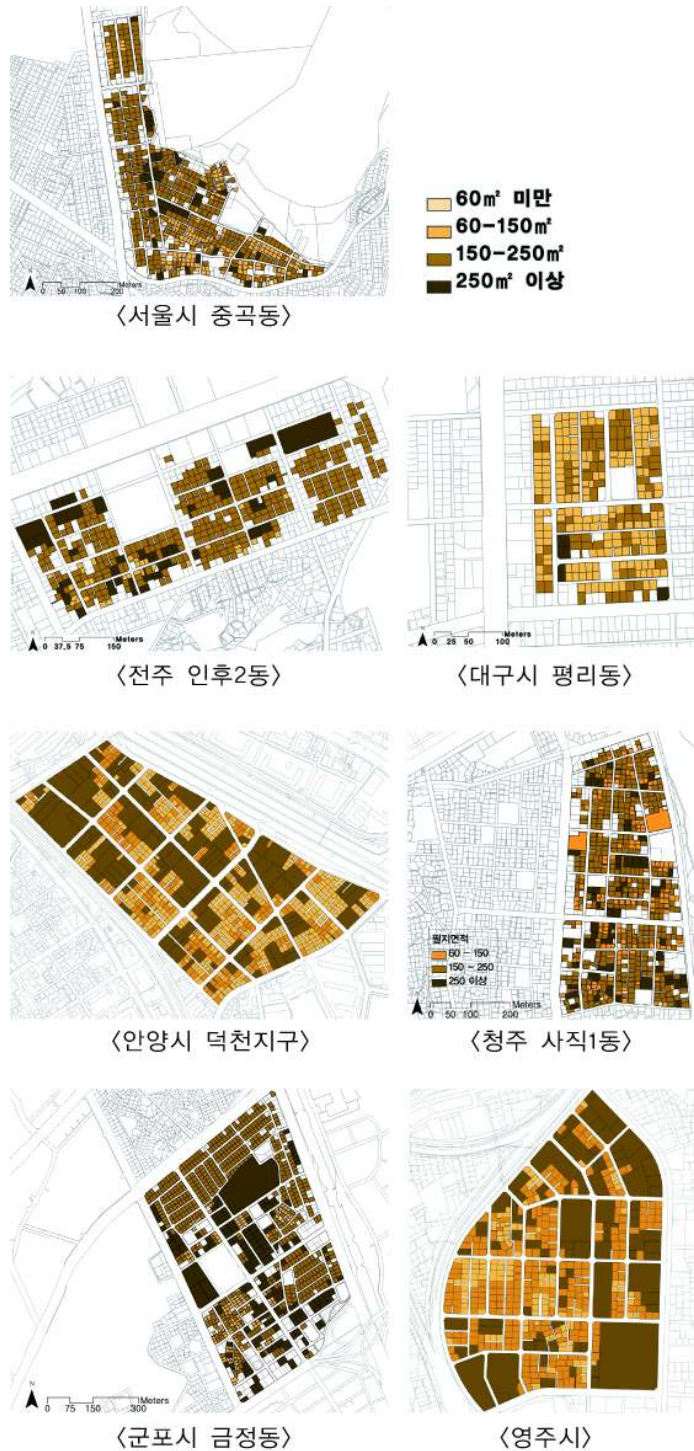 60㎡ 미만
60-150㎡
150-250㎡
250㎡ 이상
Meters
0 50 100 200
〈서울시 중곡동〉
Meters
0 37.5 75 150
〈전주 인후2동〉
Meters
0 25 50 100
〈대구시 평리동〉
〈안양시 덕천지구〉
필지면적
60 - 150
150 - 250
250 이상
Meters
0 50 100 200
〈청주 사직1동〉
N
Meters
0 75 150 300
〈군포시 금정동〉
〈영주시〉